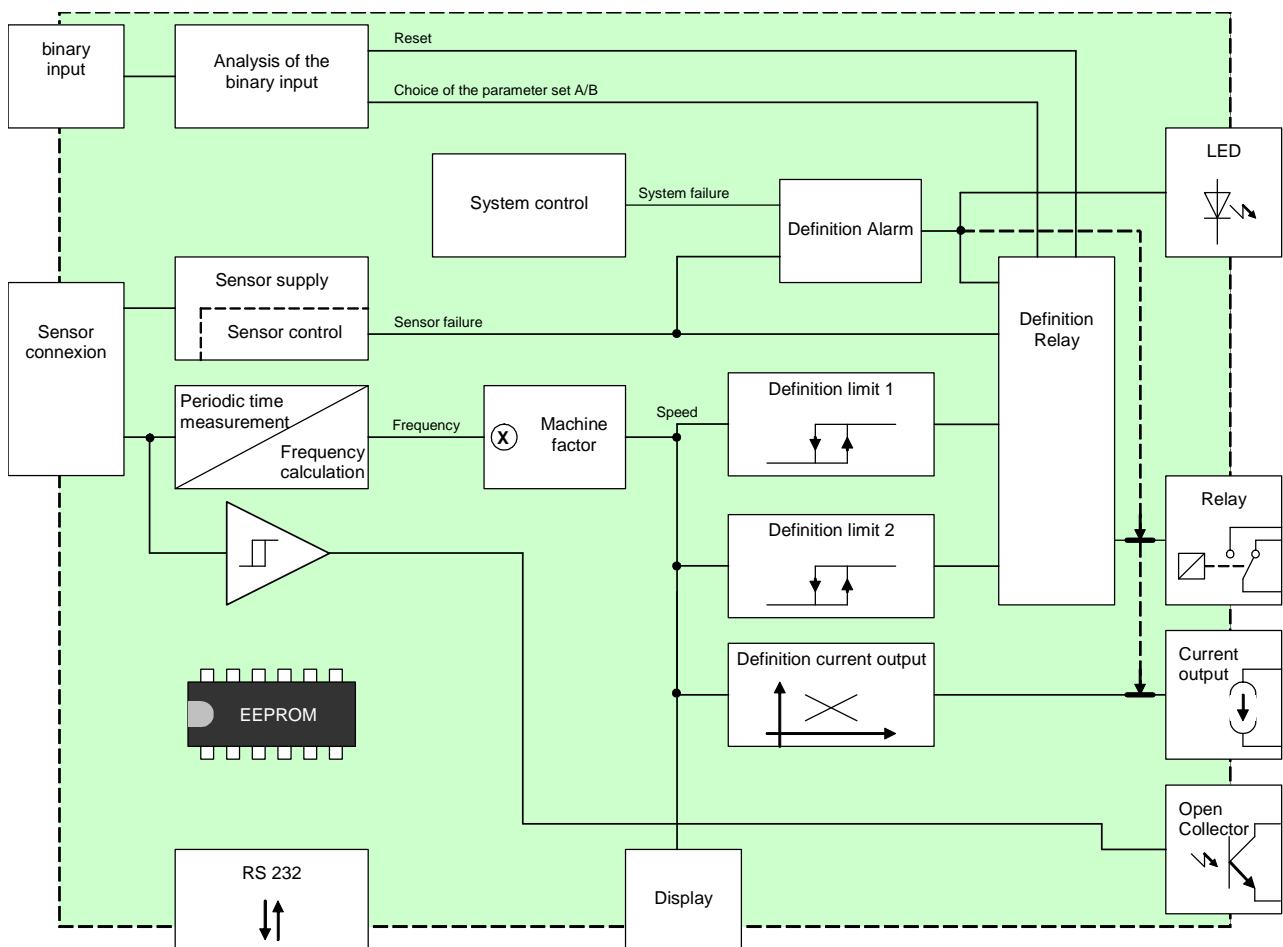 binary
input
Analysis of the
binary input
Reset
Choice of the parameter set A/B
LED
System control
System failure
Definition Alarm
Sensor supply
Sensor control
Sensor failure
Sensor
connexion
Definition
Relay
Periodic time
measurement
Frequency
calculation
Frequency
X
Machine
factor
Speed
Definition limit 1
Definition limit 2
Relay
Definition current output
Current
output
EEPROM
Open
Collector
RS 232
Display